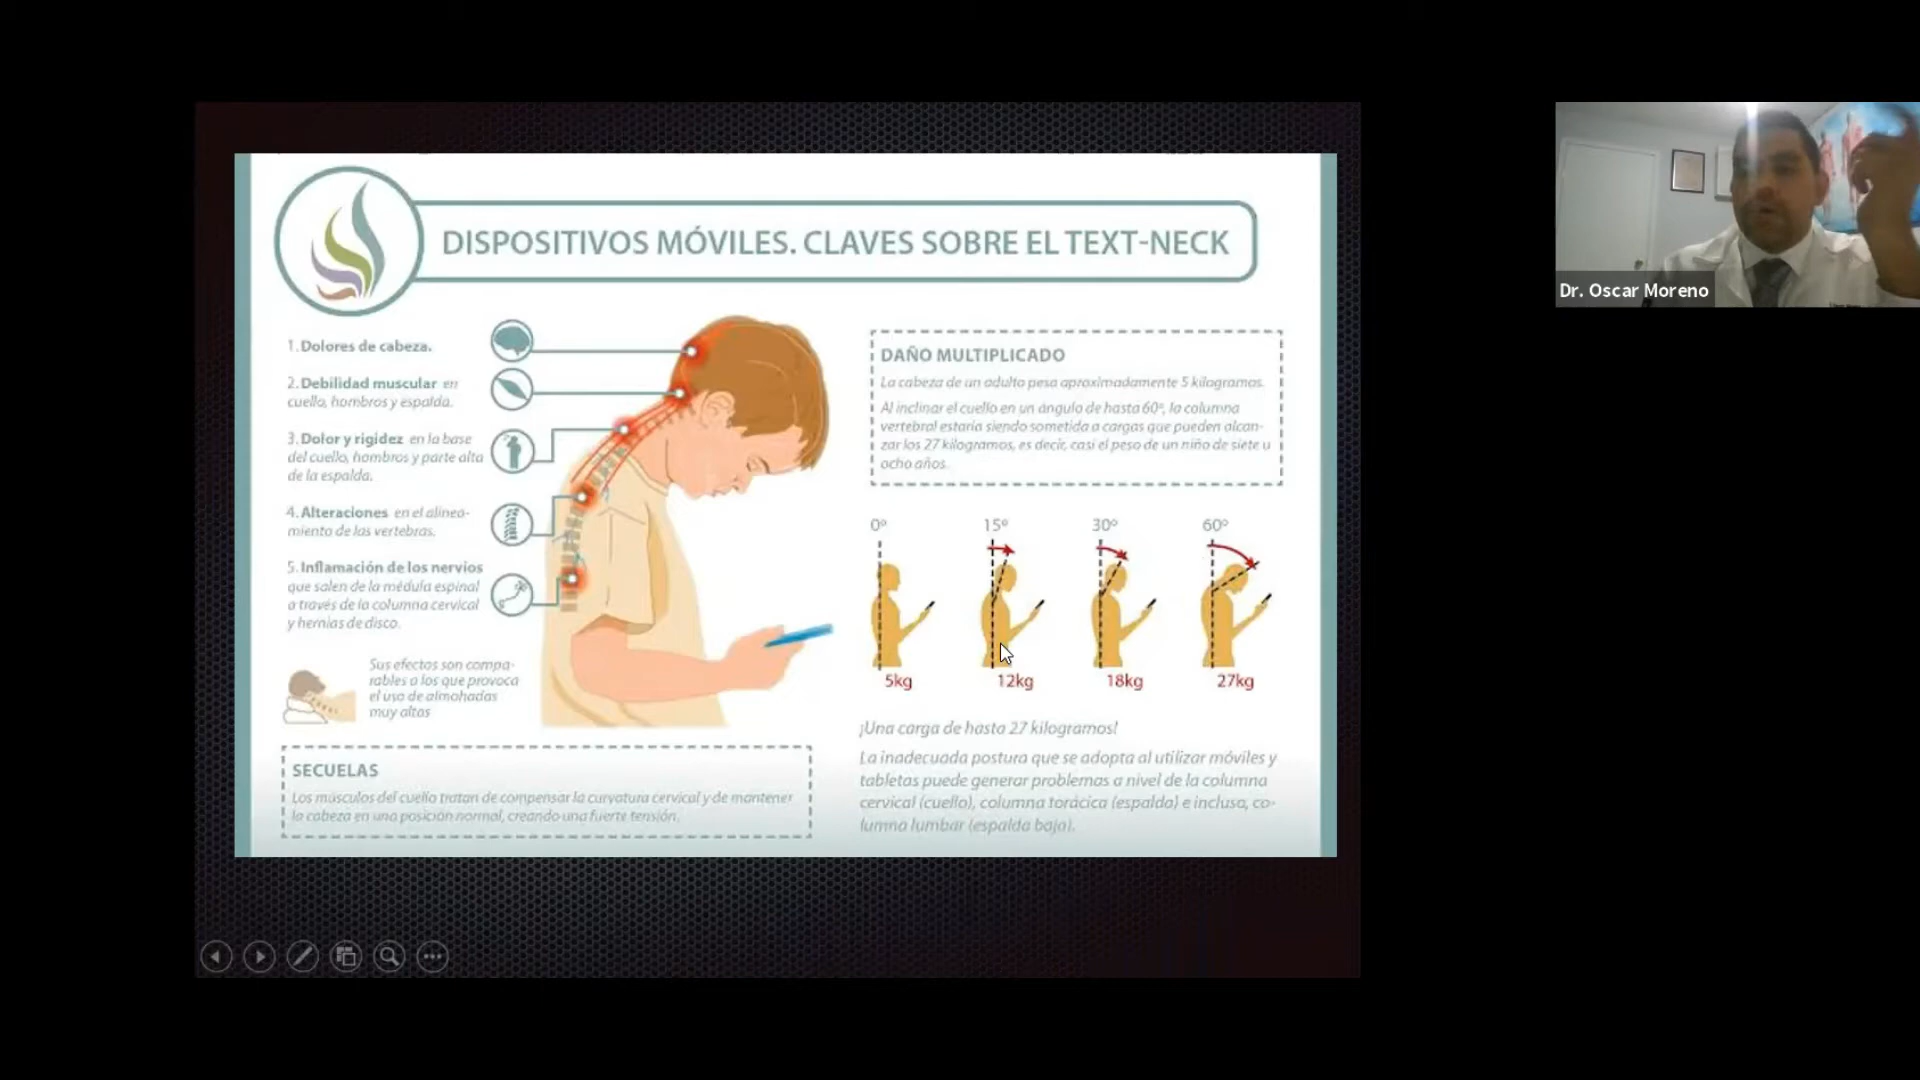 DISPOSITIVOS MÓVILES. CLAVES SOBRE EL TEXT-NECK
1. Dolores de cabeza.
2. Debilidad muscular en
cuello, hombros y espalda.
3. Dolor y rigidez en la base
del cuello, hombros y parte alta
de la espalda.
4. Alteraciones en el alinea-
miento de las vertebras.
5. Inflamación de los nervios
que salen de la médula espinal
a través de la columna cervical
y hernias de disco.
Sus efectos son compa-
rables a los que provoca
el uso de almohadas
muy altas
SECUELAS
Los músculos del cuello tratan de compensar la curvatura cervical y de mantener
la cabeza en una posición normal, creando una fuerte tensión.
DAÑO MULTIPLICADO
La cabeza de un adulto pesa aproximadamente 5 kilogramos.
Al inclinar el cuello en un ángulo de hasta 60º, la columna
vertebral estaría siendo sometida a cargas que pueden alcan-
zar los 27 kilogramos, es decir, casi el peso de un niño de siete u
ocho años.
0º 15º 30º 60º
5kg 12kg 18kg 27kg
¡Una carga de hasta 27 kilogramos!
La inadecuada postura que se adopta al utilizar móviles y
tabletas puede generar problemas a nivel de la columna
cervical (cuello), columna torácica (espalda) e incluso, co-
lumna lumbar (espalda baja).
Dr. Oscar Moreno